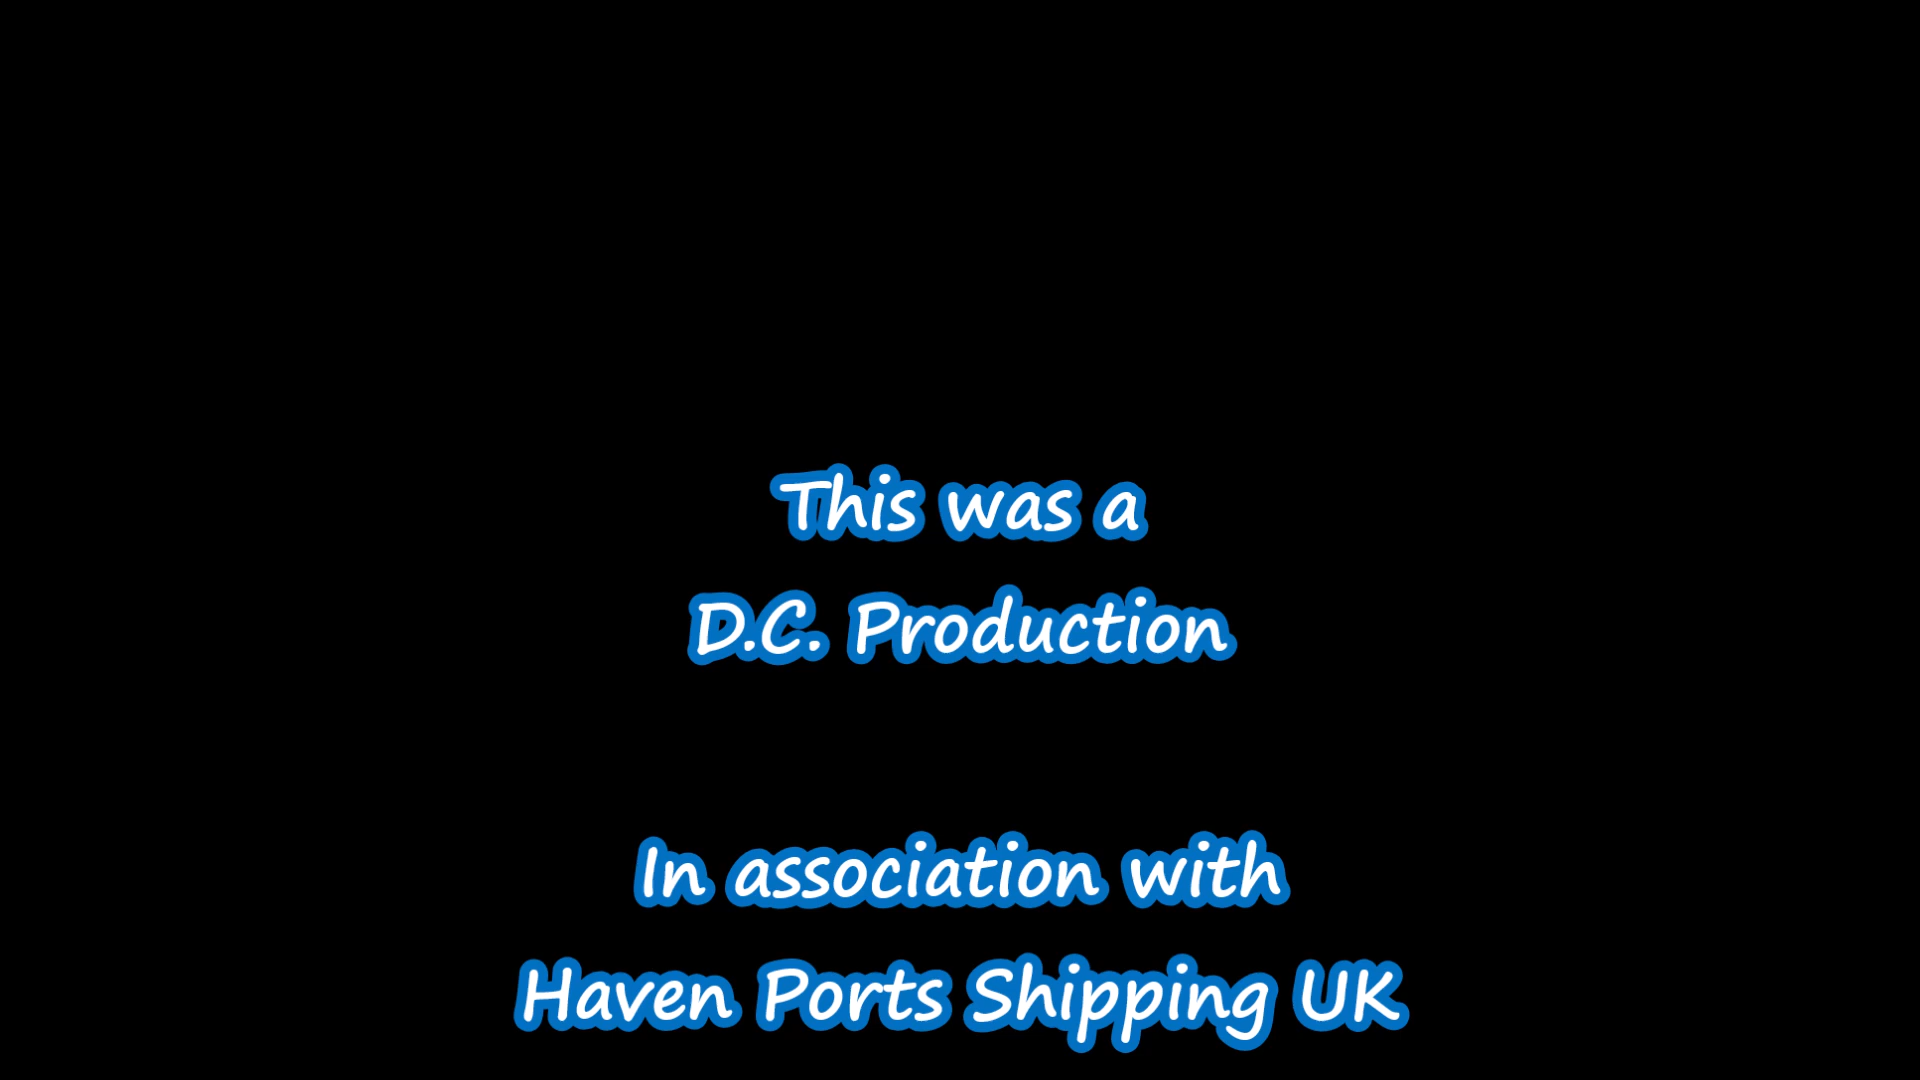 This was a
D.C. Production
In association with
Haven Ports Shipping UK